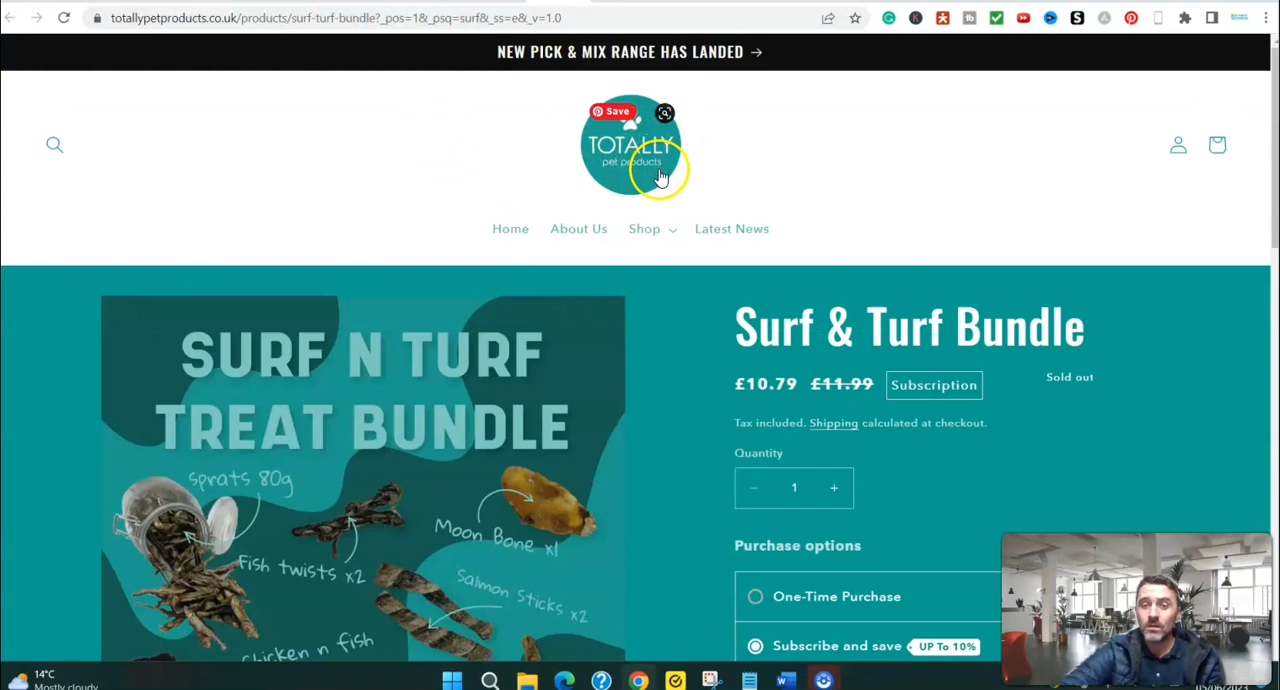 totallypetproducts.co.uk/products/surf-turf-bundle?_pos=1&_psq=surf&_ss=e&_v=1.0
NEW PICK & MIX RANGE HAS LANDED →
Save
TOTALLY
pet products
Home About Us Shop Latest News
SURF N TURF
TREAT BUNDLE
sprats 80g
Moon Bone x1
Fish twists x2
Salmon Sticks x2
chicken n fish
Surf & Turf Bundle
£10.79 £11.99 Subscription Sold out
Tax included. Shipping calculated at checkout.
Quantity
− 1 +
Purchase options
One-Time Purchase
Subscribe and save UP To 10%
14°C
Mostly cloudy
05/06/2023